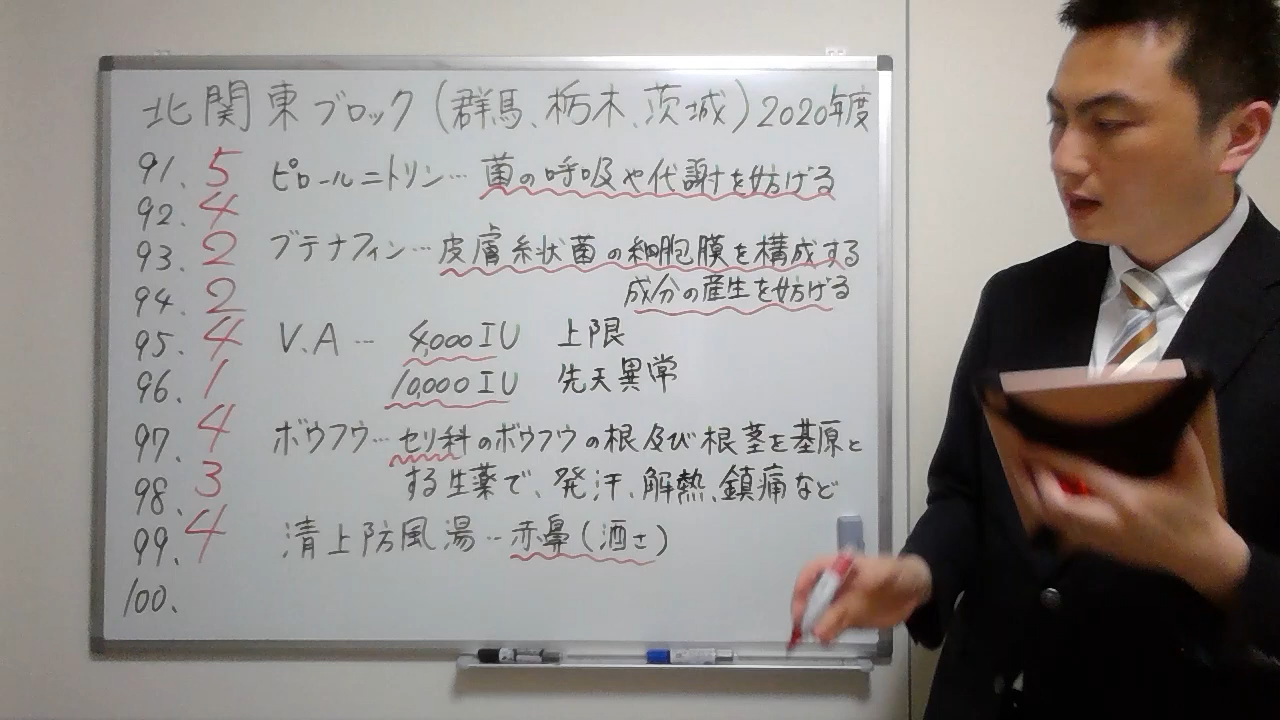 北関東ブロック(群馬、栃木、茨城)2020年度
91. 5 ピロールニトリン… 菌の呼吸や代謝を妨げる
92. 4
93. 2 ブテナフィン… 皮膚糸状菌の細胞膜を構成する
94. 2 成分の産生を妨げる
95. 4 V.A … 4,000IU 上限
96. 1 10,000IU 先天異常
97. 4 ボウフウ… セリ科のボウフウの根及び根茎を基原と
98. 3 する生薬で、発汗、解熱、鎮痛など
99. 4 清上防風湯… 赤鼻(酒さ)
100.